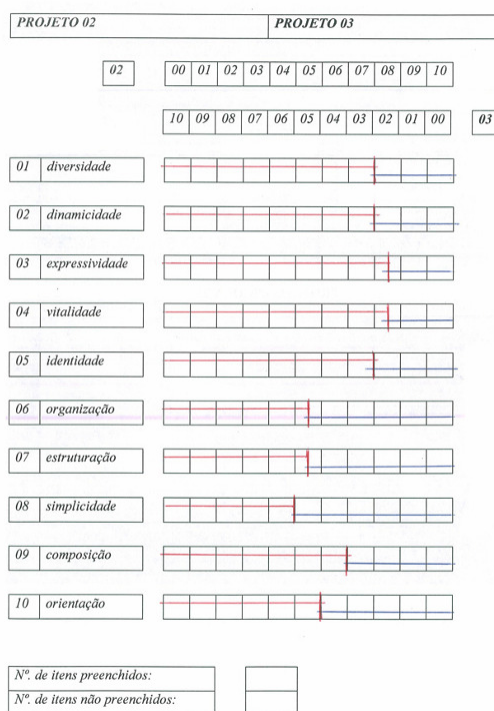 PROJETO 02 PROJETO 03
02 00 01 02 03 04 05 06 07 08 09 10
10 09 08 07 06 05 04 03 02 01 00 03
01 diversidade
02 dinamicidade
03 expressividade
04 vitalidade
05 identidade
06 organização
07 estruturação
08 simplicidade
09 composição
10 orientação
Nº. de itens preenchidos:
Nº. de itens não preenchidos: